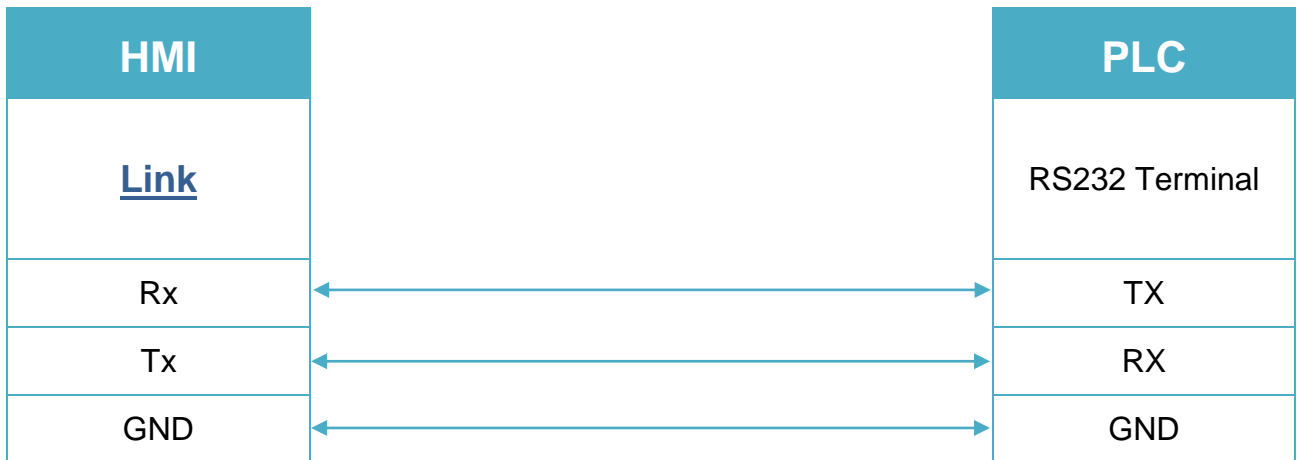 HMI PLC
Link RS232 Terminal
Rx TX
Tx RX
GND GND